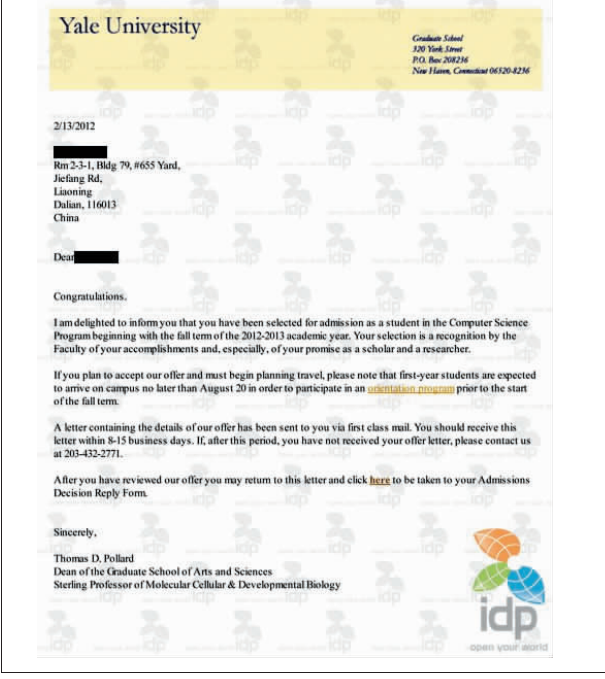 Yale University
Graduate School
320 York Street
P.O. Box 208236
New Haven, Connecticut 06520-8236
2/13/2012
Rm 2-3-1, Bldg 79, #655 Yard,
Jiefang Rd,
Liaoning
Dalian, 116013
China
Dear
Congratulations.
I am delighted to inform you that you have been selected for admission as a student in the Computer Science
Program beginning with the fall term of the 2012-2013 academic year. Your selection is a recognition by the
Faculty of your accomplishments and, especially, of your promise as a scholar and a researcher.
If you plan to accept our offer and must begin planning travel, please note that first-year students are expected
to arrive on campus no later than August 20 in order to participate in an orientation program prior to the start
of the fall term.
A letter containing the details of our offer has been sent to you via first class mail. You should receive this
letter within 8-15 business days. If, after this period, you have not received your offer letter, please contact us
at 203-432-2771.
After you have reviewed our offer you may return to this letter and click here to be taken to your Admissions
Decision Reply Form.
Sincerely,
Thomas D. Pollard
Dean of the Graduate School of Arts and Sciences
Sterling Professor of Molecular Cellular & Developmental Biology
idp
open your world